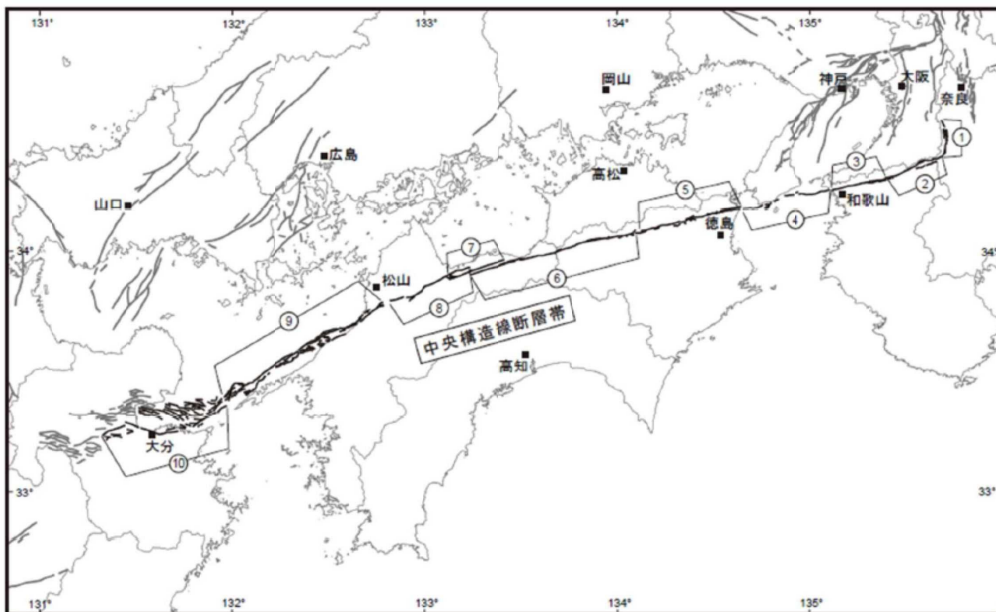 131°
132°
133°
134°
135°
岡山
神戸
大阪
奈良
①
広島
高松
③
②
山口
⑤
和歌山
④
徳島
34°
34°
⑦
松山
⑥
⑨
⑧
中央構造線断層帯
高知
大分
⑩
33°
33°
131°
132°
133°
134°
135°